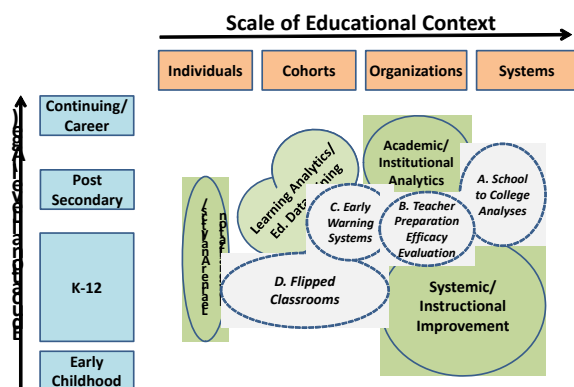 Scale of Educational Context
Individuals
Cohorts
Organizations
Systems
Continuing/
Career
Post
Secondary
K-12
Early
Childhood
Learning Analytics/
Ed. Data
Academic/
Institutional
Analytics
A. School
to College
Analyses
B. Teacher
Preparation
Efficacy
Evaluation
C. Early
Warning
Systems
D. Flipped
Classrooms
Systemic/
Instructional
Improvement